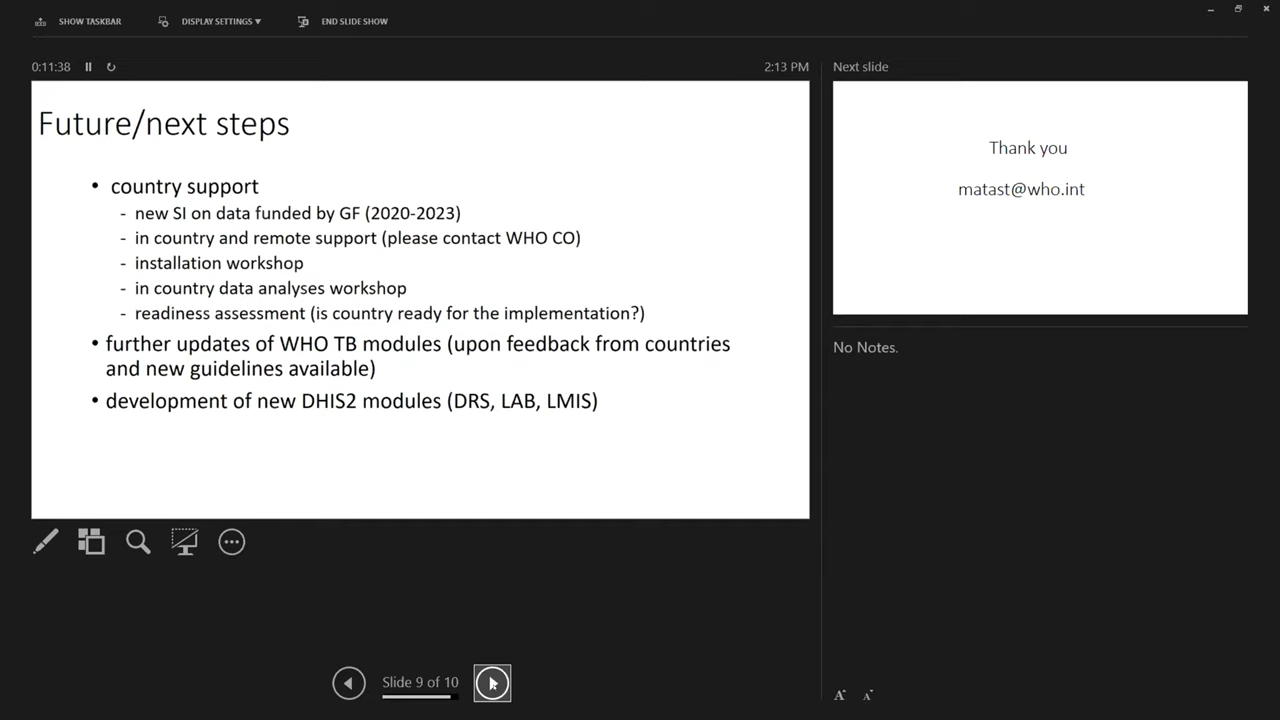 SHOW TASKBAR DISPLAY SETTINGS ▼ END SLIDE SHOW
0:11:38 2:13 PM
Future/next steps
• country support
- new SI on data funded by GF (2020-2023)
- in country and remote support (please contact WHO CO)
- installation workshop
- in country data analyses workshop
- readiness assessment (is country ready for the implementation?)
• further updates of WHO TB modules (upon feedback from countries
and new guidelines available)
• development of new DHIS2 modules (DRS, LAB, LMIS)
Slide 9 of 10
Next slide
Thank you
matast@who.int
No Notes.
A A